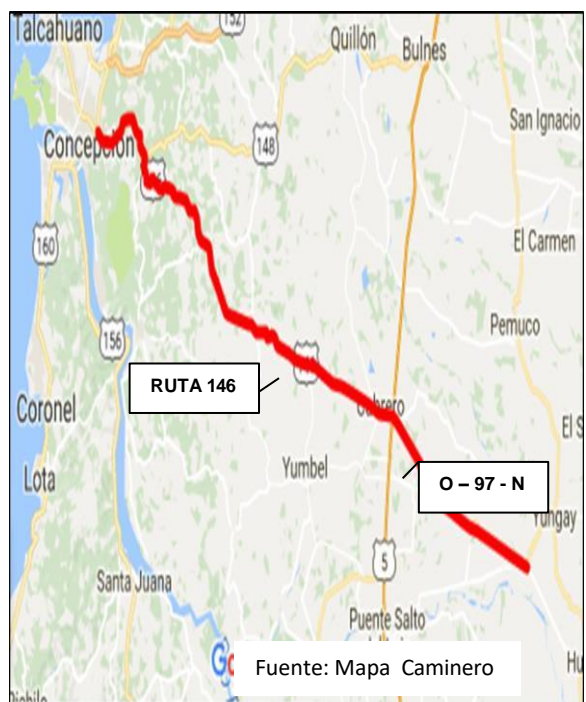 Talcahuano
152
Quillón
Bulnes
San Ignacio
Concepción
148
160
El Carmen
156
Pemuco
RUTA 146
Coronel
Cabrero
Lota
Yumbel
O – 97 - N
Yungay
5
Santa Juana
Puente Salto
Fuente: Mapa Caminero